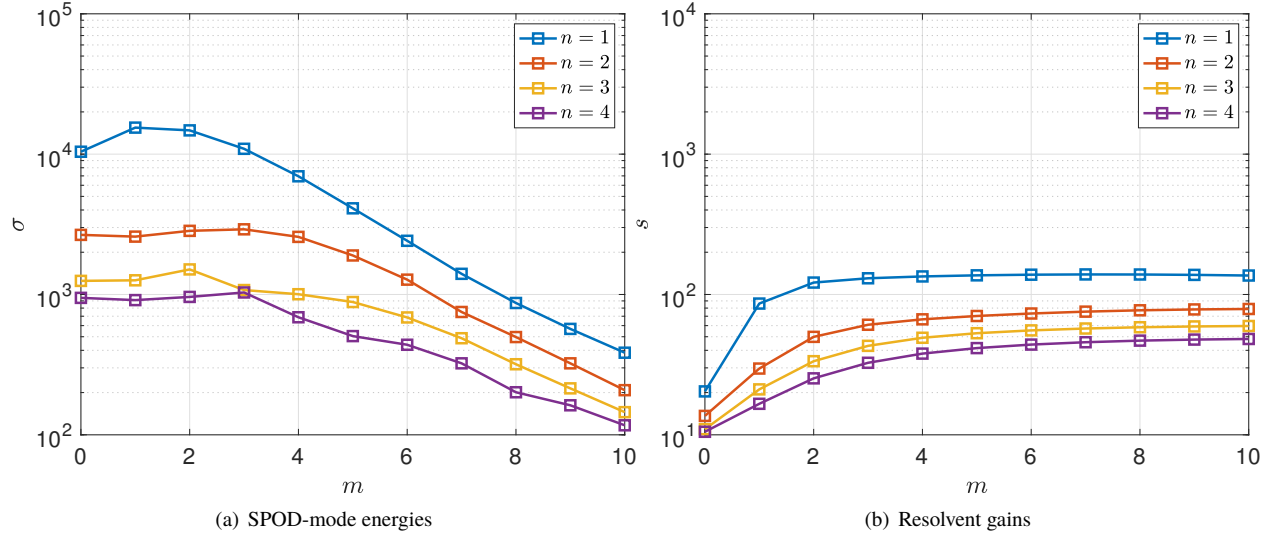 10^5
10^4
10^3
10^2
σ
0 2 4 6 8 10
m
n = 1
n = 2
n = 3
n = 4
(a) SPOD-mode energies
10^4
10^3
10^2
10^1
s
0 2 4 6 8 10
m
n = 1
n = 2
n = 3
n = 4
(b) Resolvent gains